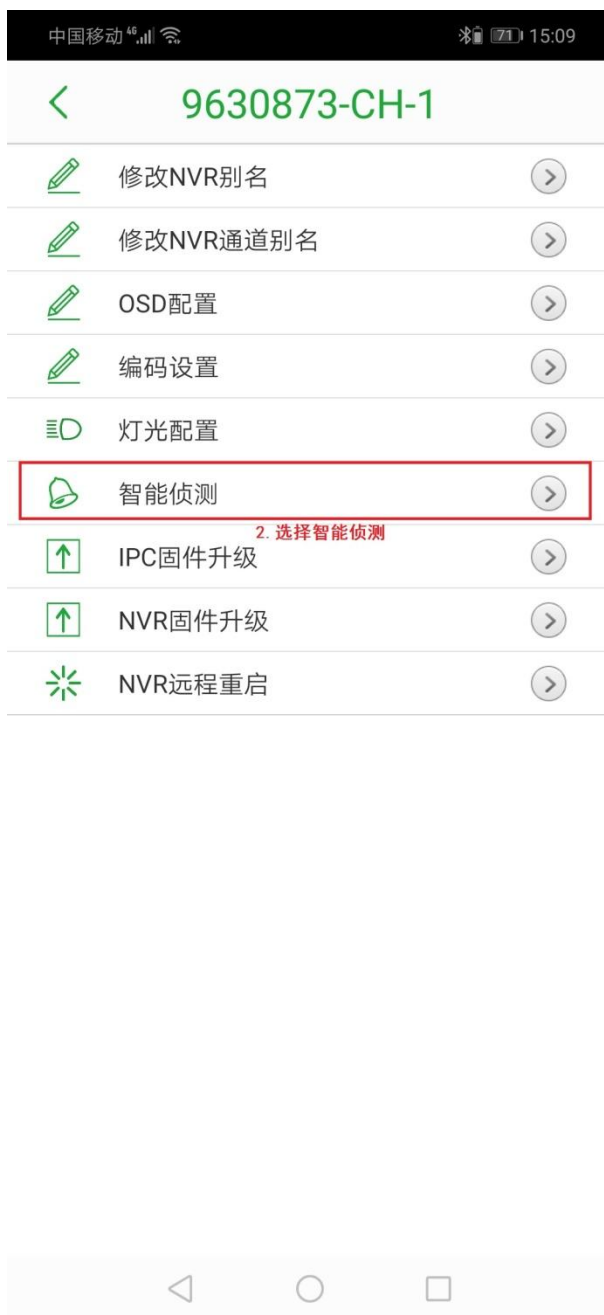 中国移动 4G 71 15:09
9630873-CH-1
修改NVR别名
修改NVR通道别名
OSD配置
编码设置
灯光配置
智能侦测
2. 选择智能侦测
IPC固件升级
NVR固件升级
NVR远程重启